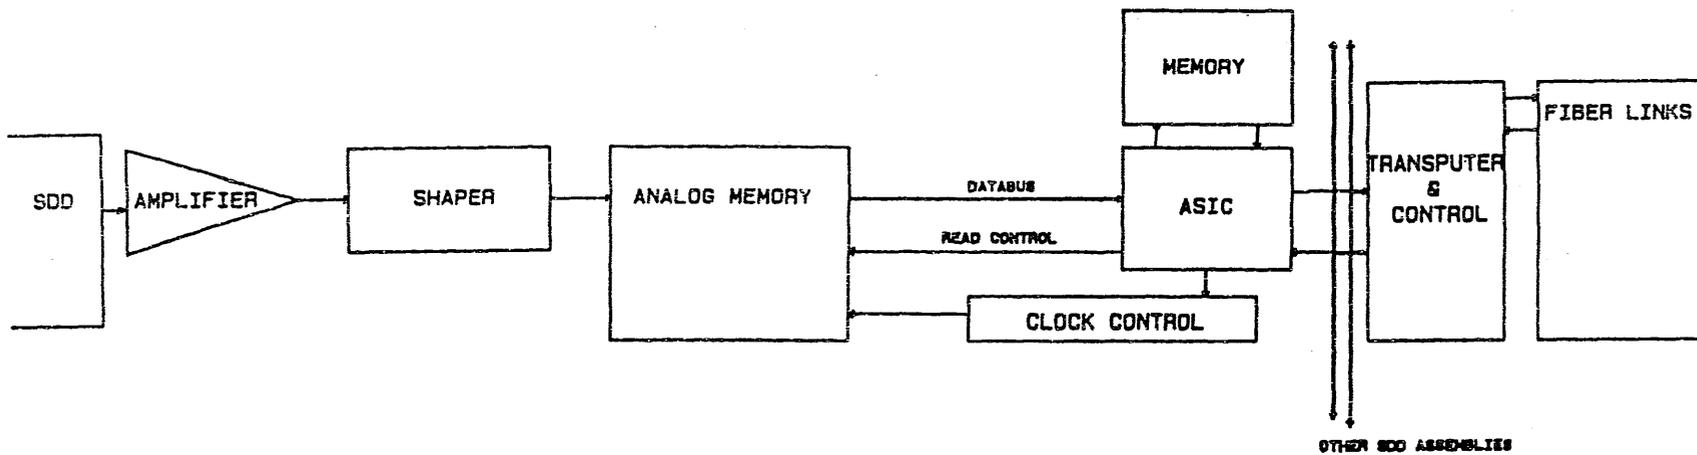 MEMORY
FIBER LINKS
SDD
AMPLIFIER
SHAPER
ANALOG MEMORY
DATABUS
ASIC
TRANSPUTER
&
CONTROL
READ CONTROL
CLOCK CONTROL
OTHER SDD ASSEMBLIES